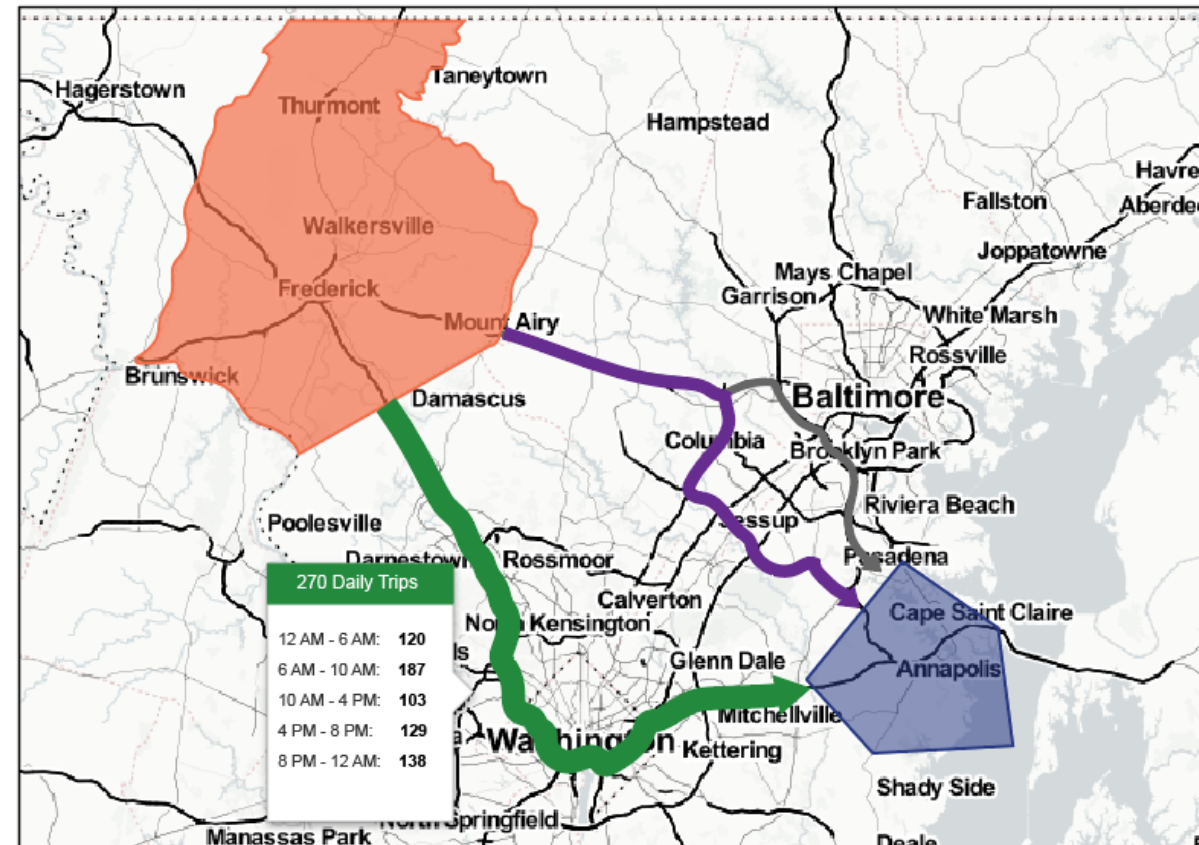 Taneytown
Hagerstown
Thurmont
Hampstead
Havre
Fallston
Aberdee
Walkersville
Joppatowne
Mays Chapel
Frederick
Garrison
White Marsh
Mount Airy
Rossville
Brunswick
Damascus
Baltimore
Columbia
Brooklyn Park
Riviera Beach
Poolesville
Jessup
Darnestown
Rossmoor
Pasadena
270 Daily Trips
Calverton
Cape Saint Claire
North Kensington
12 AM - 6 AM: 120
6 AM - 10 AM: 187
10 AM - 4 PM: 103
4 PM - 8 PM: 129
8 PM - 12 AM: 138
ls
Glenn Dale
Annapolis
Mitchellville
a
Washington
Kettering
Shady Side
North Springfield
Manassas Park
Deale